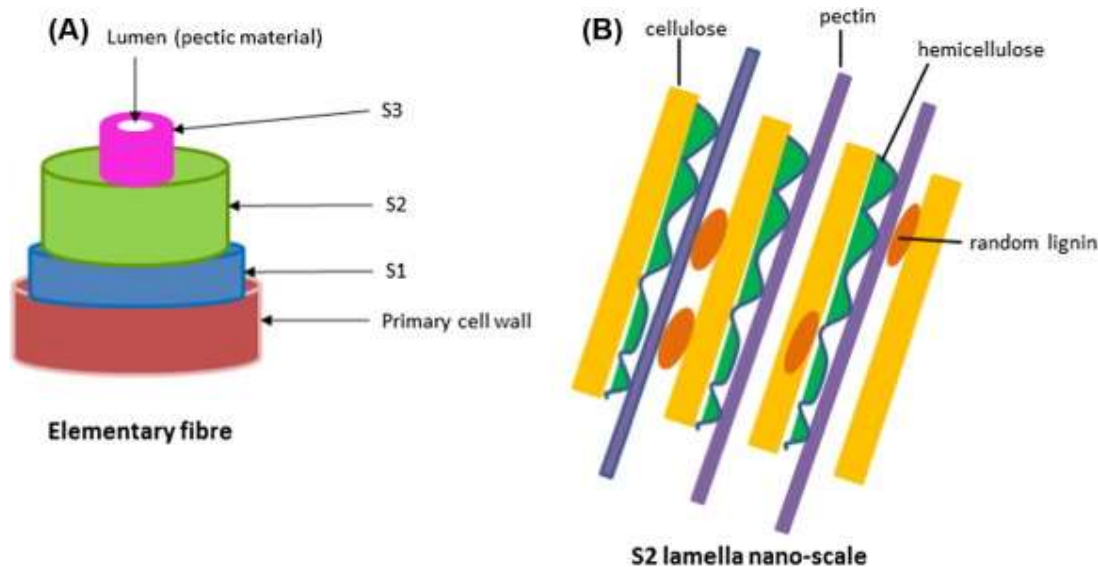 (A)
Lumen (pectic material)
S3
S2
S1
Primary cell wall
Elementary fibre
(B)
cellulose
pectin
hemicellulose
random lignin
S2 lamella nano-scale